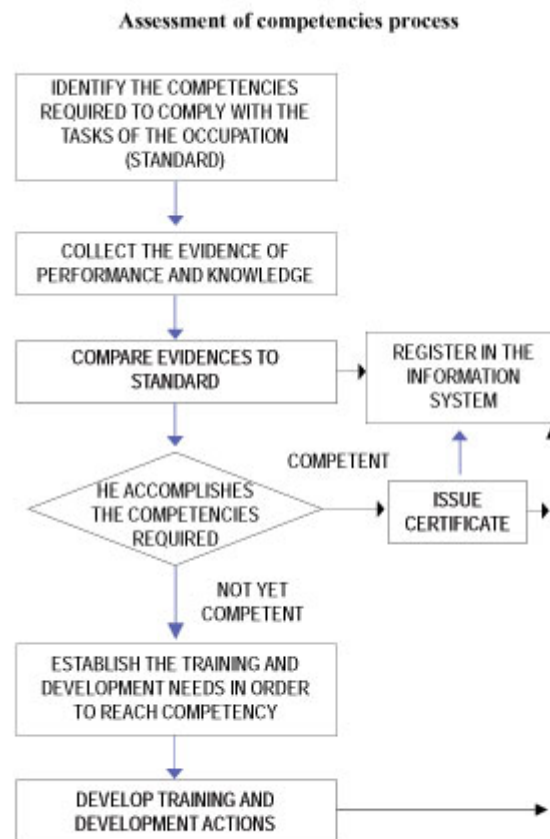 Assessment of competencies process
IDENTIFY THE COMPETENCIES
REQUIRED TO COMPLY WITH THE
TASKS OF THE OCCUPATION
(STANDARD)
COLLECT THE EVIDENCE OF
PERFORMANCE AND KNOWLEDGE
COMPARE EVIDENCES TO
STANDARD
REGISTER IN THE
INFORMATION
SYSTEM
HE ACCOMPLISHES
THE COMPETENCIES
REQUIRED
COMPETENT
ISSUE
CERTIFICATE
NOT YET
COMPETENT
ESTABLISH THE TRAINING AND
DEVELOPMENT NEEDS IN ORDER
TO REACH COMPETENCY
DEVELOP TRAINING AND
DEVELOPMENT ACTIONS